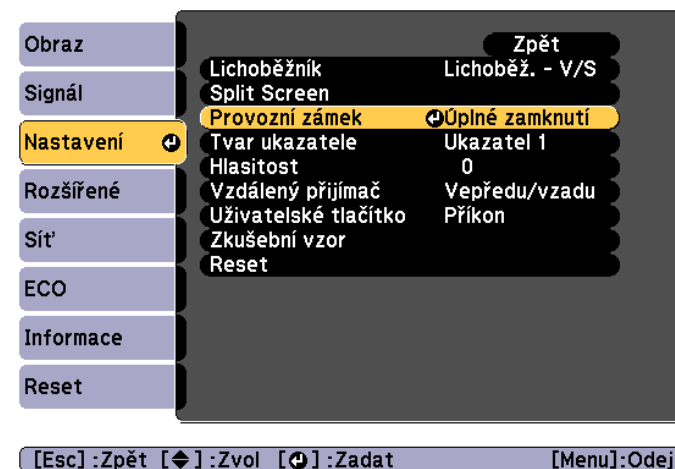 Obraz
Signál
Nastavení
Rozšířené
Síť
ECO
Informace
Reset
Zpět
Lichoběžník Lichoběž. - V/S
Split Screen
Provozní zámek Úplné zamknutí
Tvar ukazatele Ukazatel 1
Hlasitost 0
Vzdálený přijímač Vepředu/vzadu
Uživatelské tlačítko Příkon
Zkušební vzor
Reset
[Esc] :Zpět [◆] :Zvol [⏎] :Zadat [Menu]:Odej